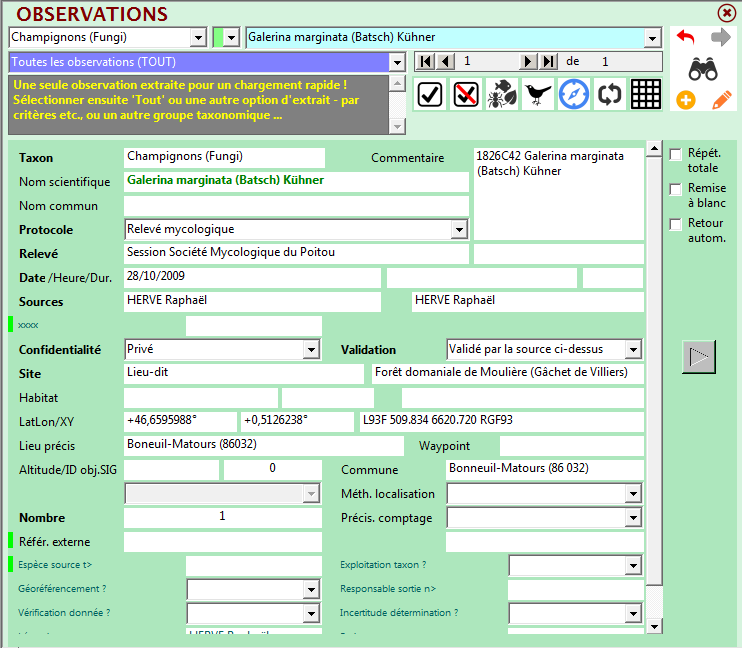 OBSERVATIONS
Champignons (Fungi)
Galerina marginata (Batsch) Kühner
Toutes les observations (TOUT)
1 de 1
Une seule observation extraite pour un chargement rapide !
Sélectionner ensuite 'Tout' ou une autre option d'extrait - par
critères etc., ou un autre groupe taxonomique ...
Taxon Champignons (Fungi) Commentaire 1826C42 Galerina marginata
(Batsch) Kühner
Répét.
totale
Remise
à blanc
Retour
autom.
Nom scientifique Galerina marginata (Batsch) Kühner
Nom commun
Protocole Relevé mycologique
Relevé Session Société Mycologique du Poitou
Date /Heure/Dur. 28/10/2009
Sources HERVE Raphaël HERVE Raphaël
xxxx
Confidentialité Privé Validation Validé par la source ci-dessus
Site Lieu-dit Forêt domaniale de Moulière (Gâchet de Villiers)
Habitat
LatLon/XY +46,6595988° +0,5126238° L93F 509.834 6620.720 RGF93
Lieu précis Boneuil-Matours (86032) Waypoint
Altitude/ID obj.SIG 0 Commune Bonneuil-Matours (86 032)
Méth. localisation
Nombre 1 Précis. comptage
Référ. externe
Espèce source t> Exploitation taxon ?
Géoréférencement ? Responsable sortie n>
Vérification donnée ? Incertitude détermination ?
HERVE Raphaël